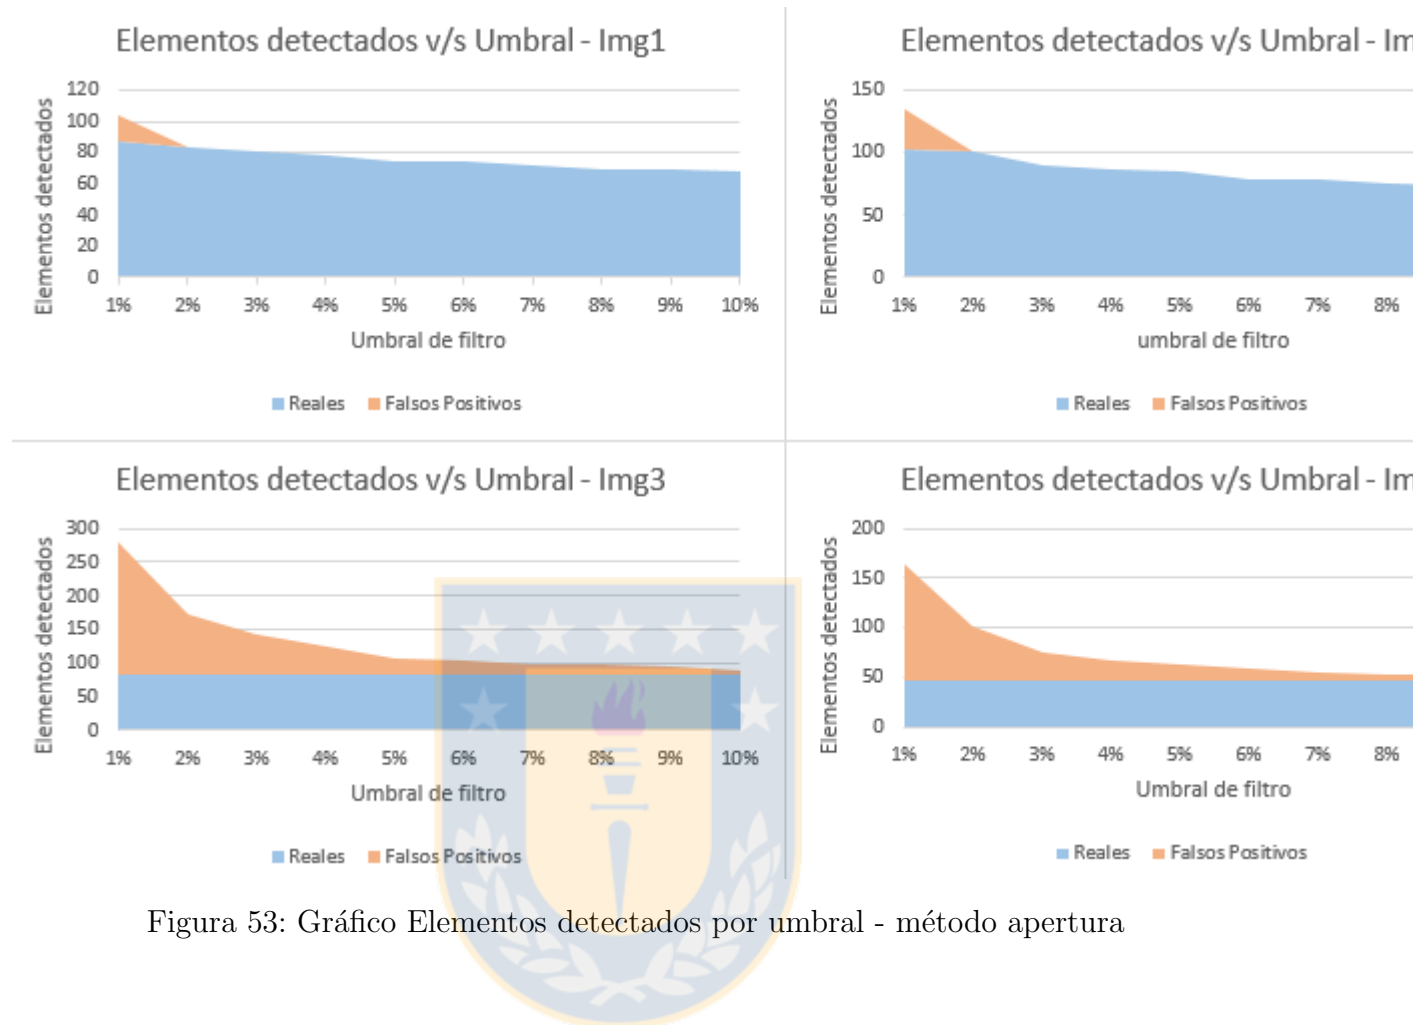 Elementos detectados v/s Umbral - Img1
Elementos detectados
120
100
80
60
40
20
0
1% 2% 3% 4% 5% 6% 7% 8% 9% 10%
Umbral de filtro
Reales Falsos Positivos
Elementos detectados v/s Umbral - Im
Elementos detectados
150
100
50
0
1% 2% 3% 4% 5% 6% 7% 8%
umbral de filtro
Reales Falsos Positivos
Elementos detectados v/s Umbral - Img3
Elementos detectados
300
250
200
150
100
50
0
1% 2% 3% 4% 5% 6% 7% 8% 9% 10%
Umbral de filtro
Reales Falsos Positivos
Elementos detectados v/s Umbral - Im
Elementos detectados
200
150
100
50
0
1% 2% 3% 4% 5% 6% 7% 8%
Umbral de filtro
Reales Falsos Positivos
Figura 53: Gráfico Elementos detectados por umbral - método apertura